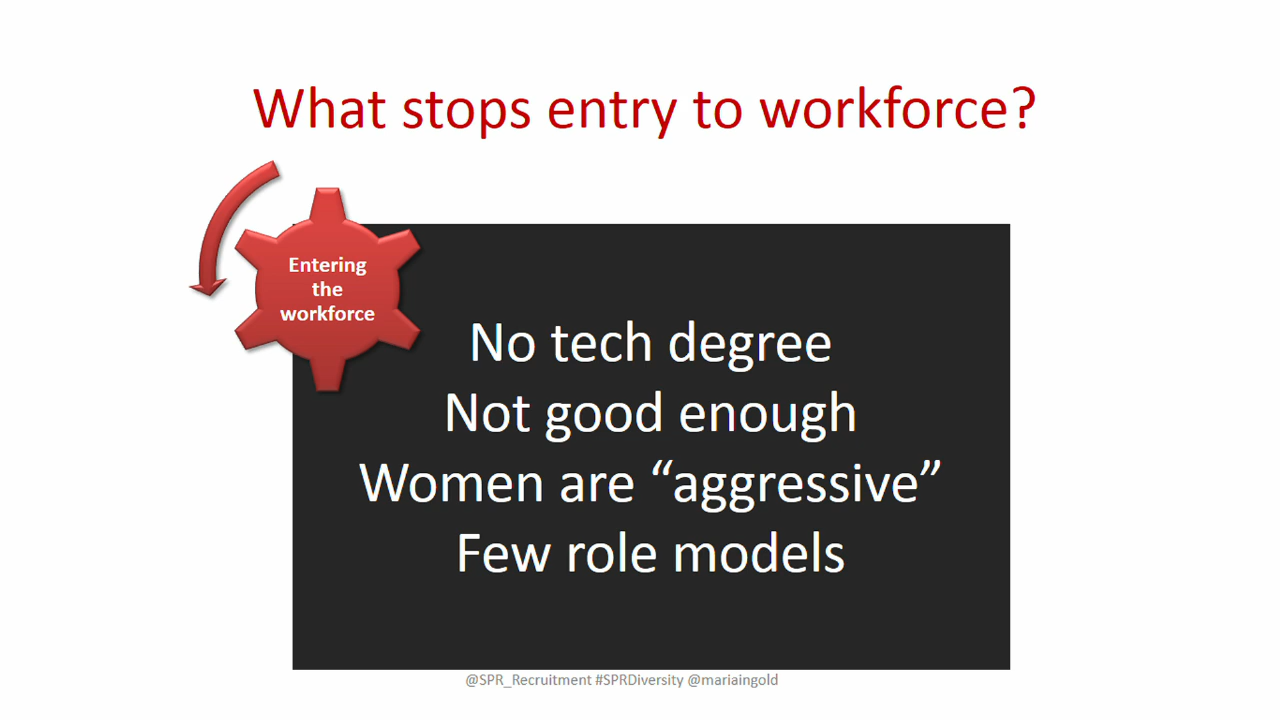 What stops entry to workforce?
Entering
the
workforce
No tech degree
Not good enough
Women are “aggressive”
Few role models
@SPR_Recruitment #SPRDiversity @mariaingold